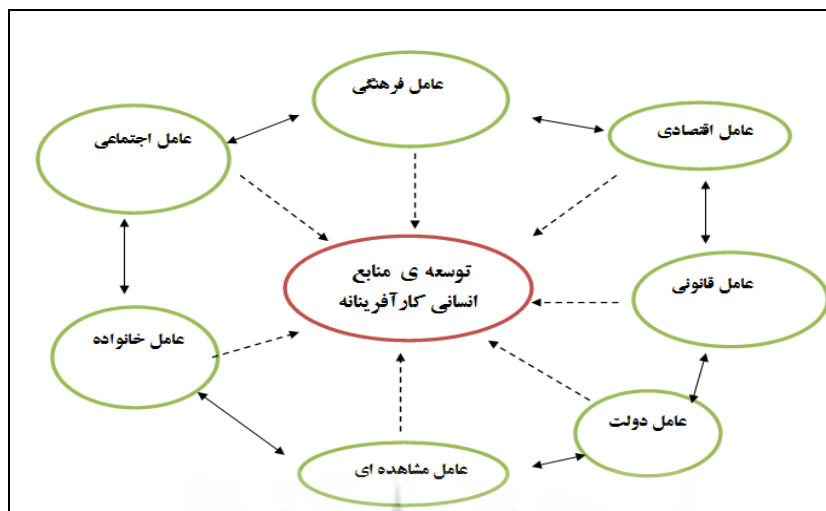 عامل فرهنگی
عامل اقتصادی
عامل اجتماعی
توسعه ی منابع
انسانی کارآفرینانه
عامل قانونی
عامل خانواده
عامل دولت
عامل مشاهده ای